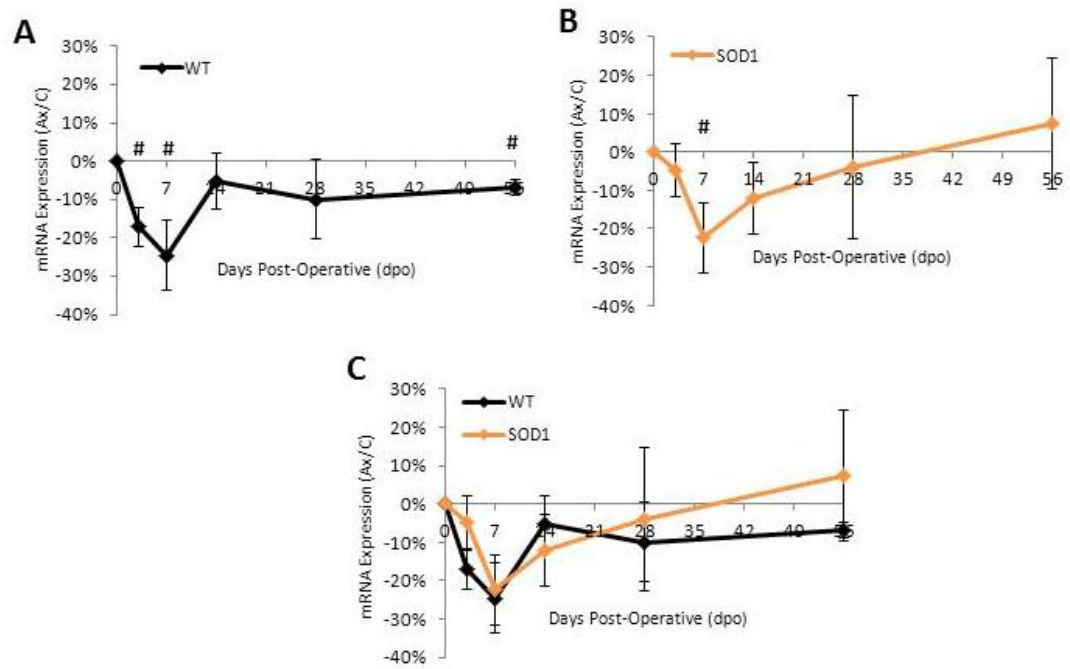 A
30%
20%
10%
0%
-10%
-20%
-30%
-40%
mRNA Expression (Ax/C)
WT
# # #
0 7 14 21 28 35 42 49 56
Days Post-Operative (dpo)
B
30%
20%
10%
0%
-10%
-20%
-30%
-40%
mRNA Expression (Ax/C)
SOD1
#
0 7 14 21 28 35 42 49 56
Days Post-Operative (dpo)
C
30%
20%
10%
0%
-10%
-20%
-30%
-40%
mRNA Expression (Ax/C)
WT
SOD1
0 7 14 21 28 35 42 49 56
Days Post-Operative (dpo)